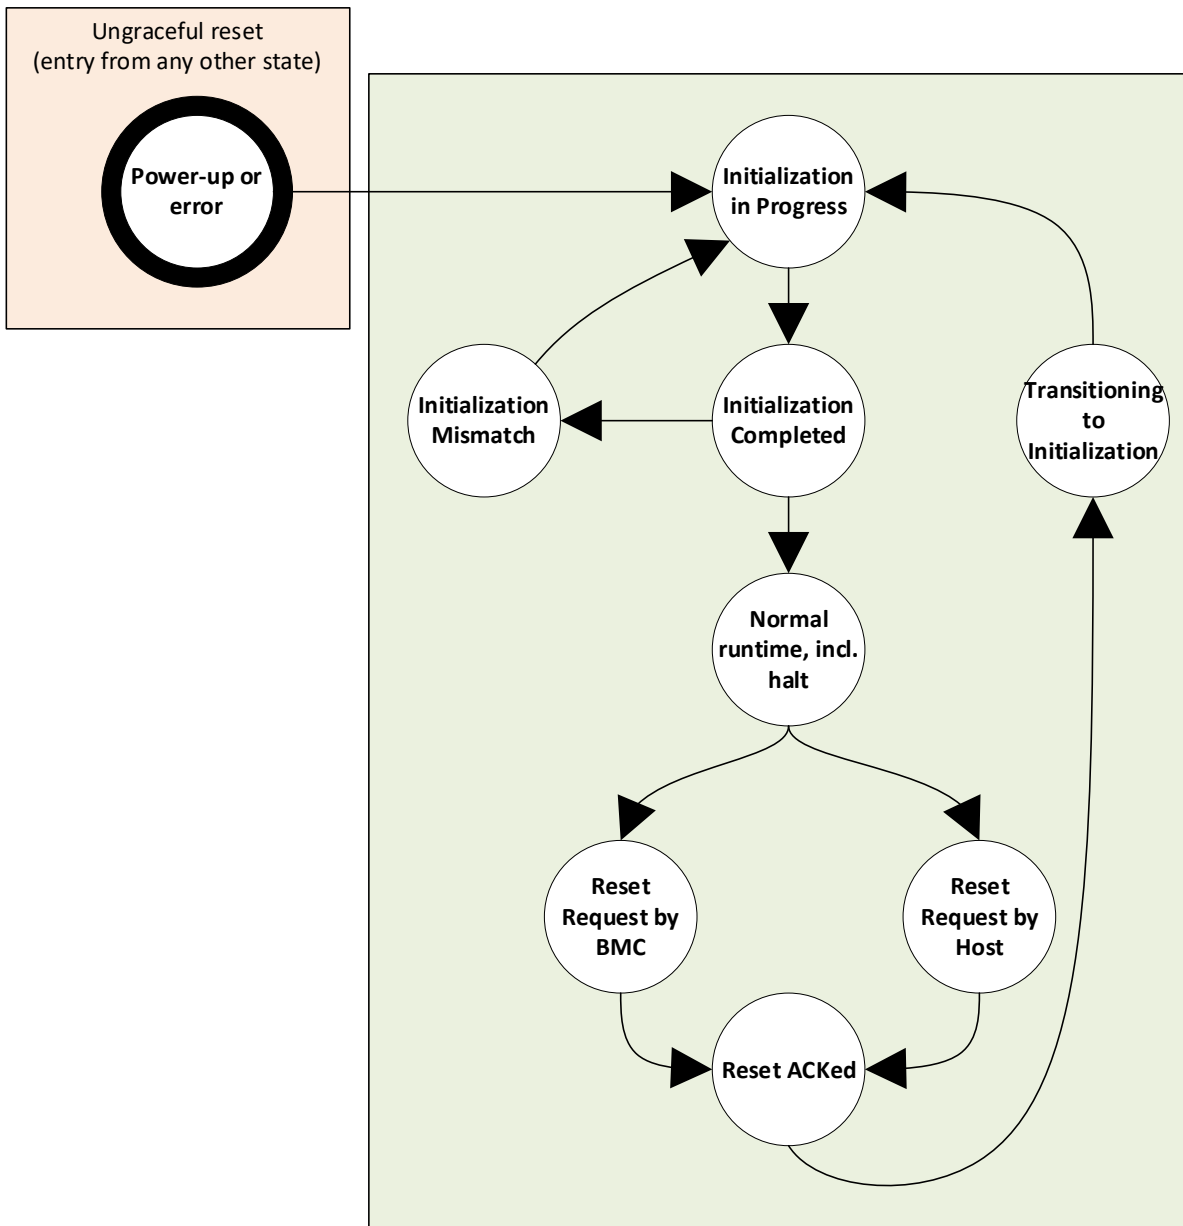 Ungraceful reset
(entry from any other state)
Power-up or
error
Initialization
in Progress
Initialization
Mismatch
Initialization
Completed
Transitioning
to
Initialization
Normal
runtime, incl.
halt
Reset
Request by
BMC
Reset
Request by
Host
Reset ACKed